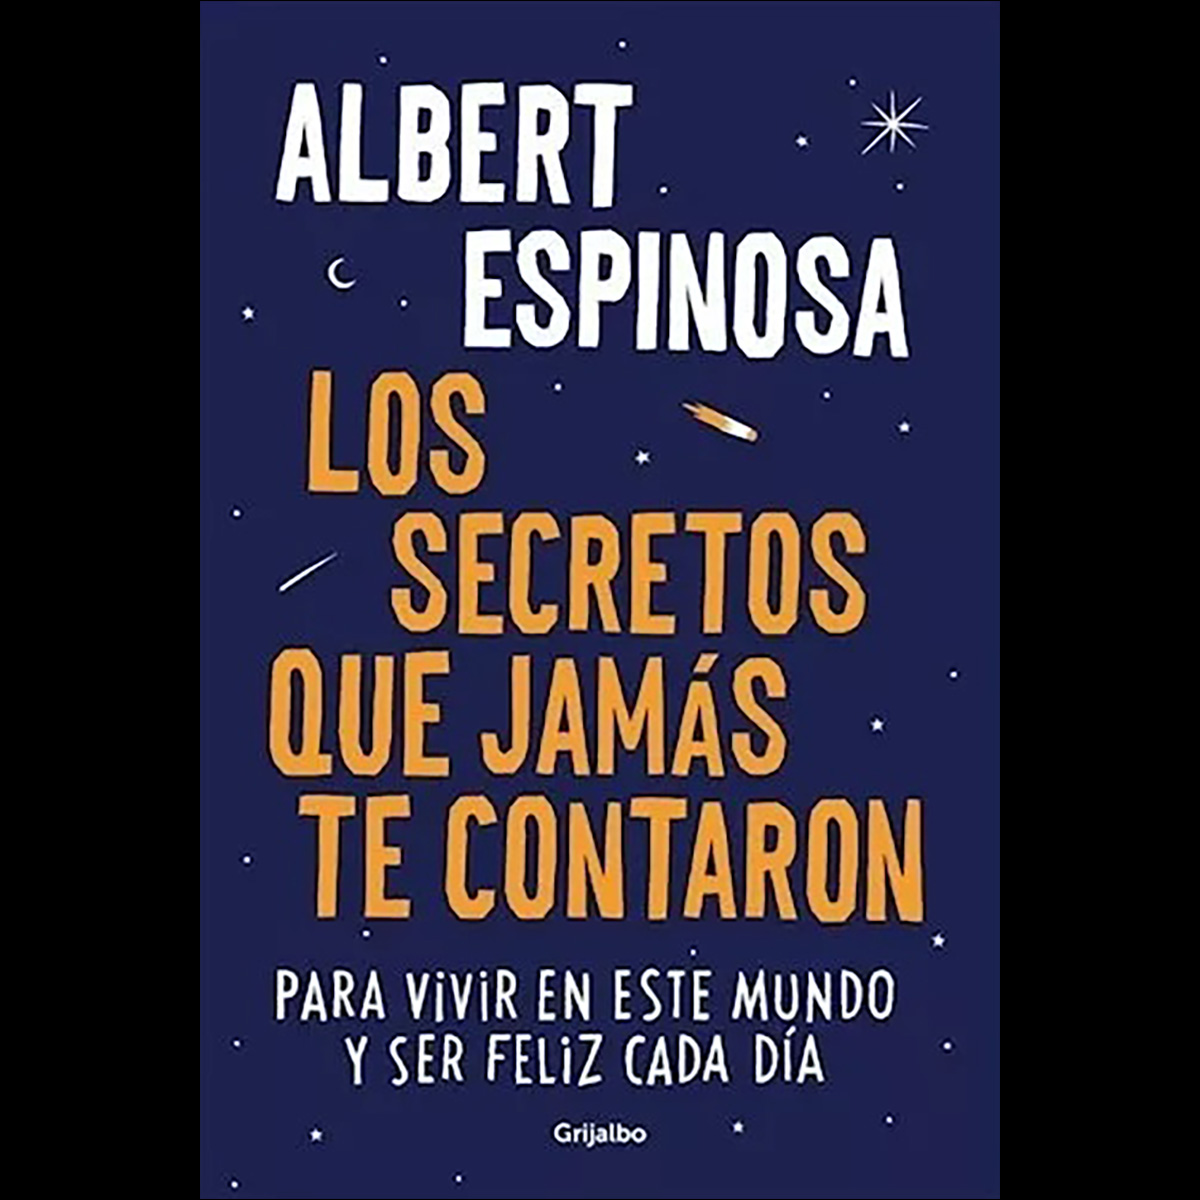 ALBERT
ESPINOSA
LOS
SECRETOS
QUE JAMÁS
TE CONTARON
PARA ViViR EN ESTE MUNDO
Y SER FELiZ CADA DÍA
Grijalbo